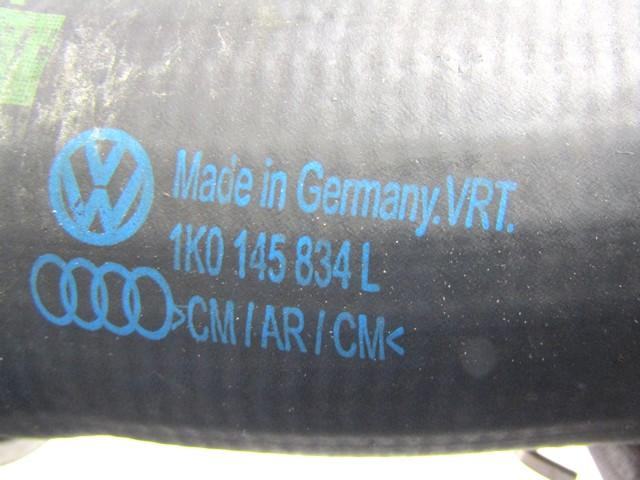 Made in Germany.VRT.
1K0 145 834 L
>CM/AR/CM<